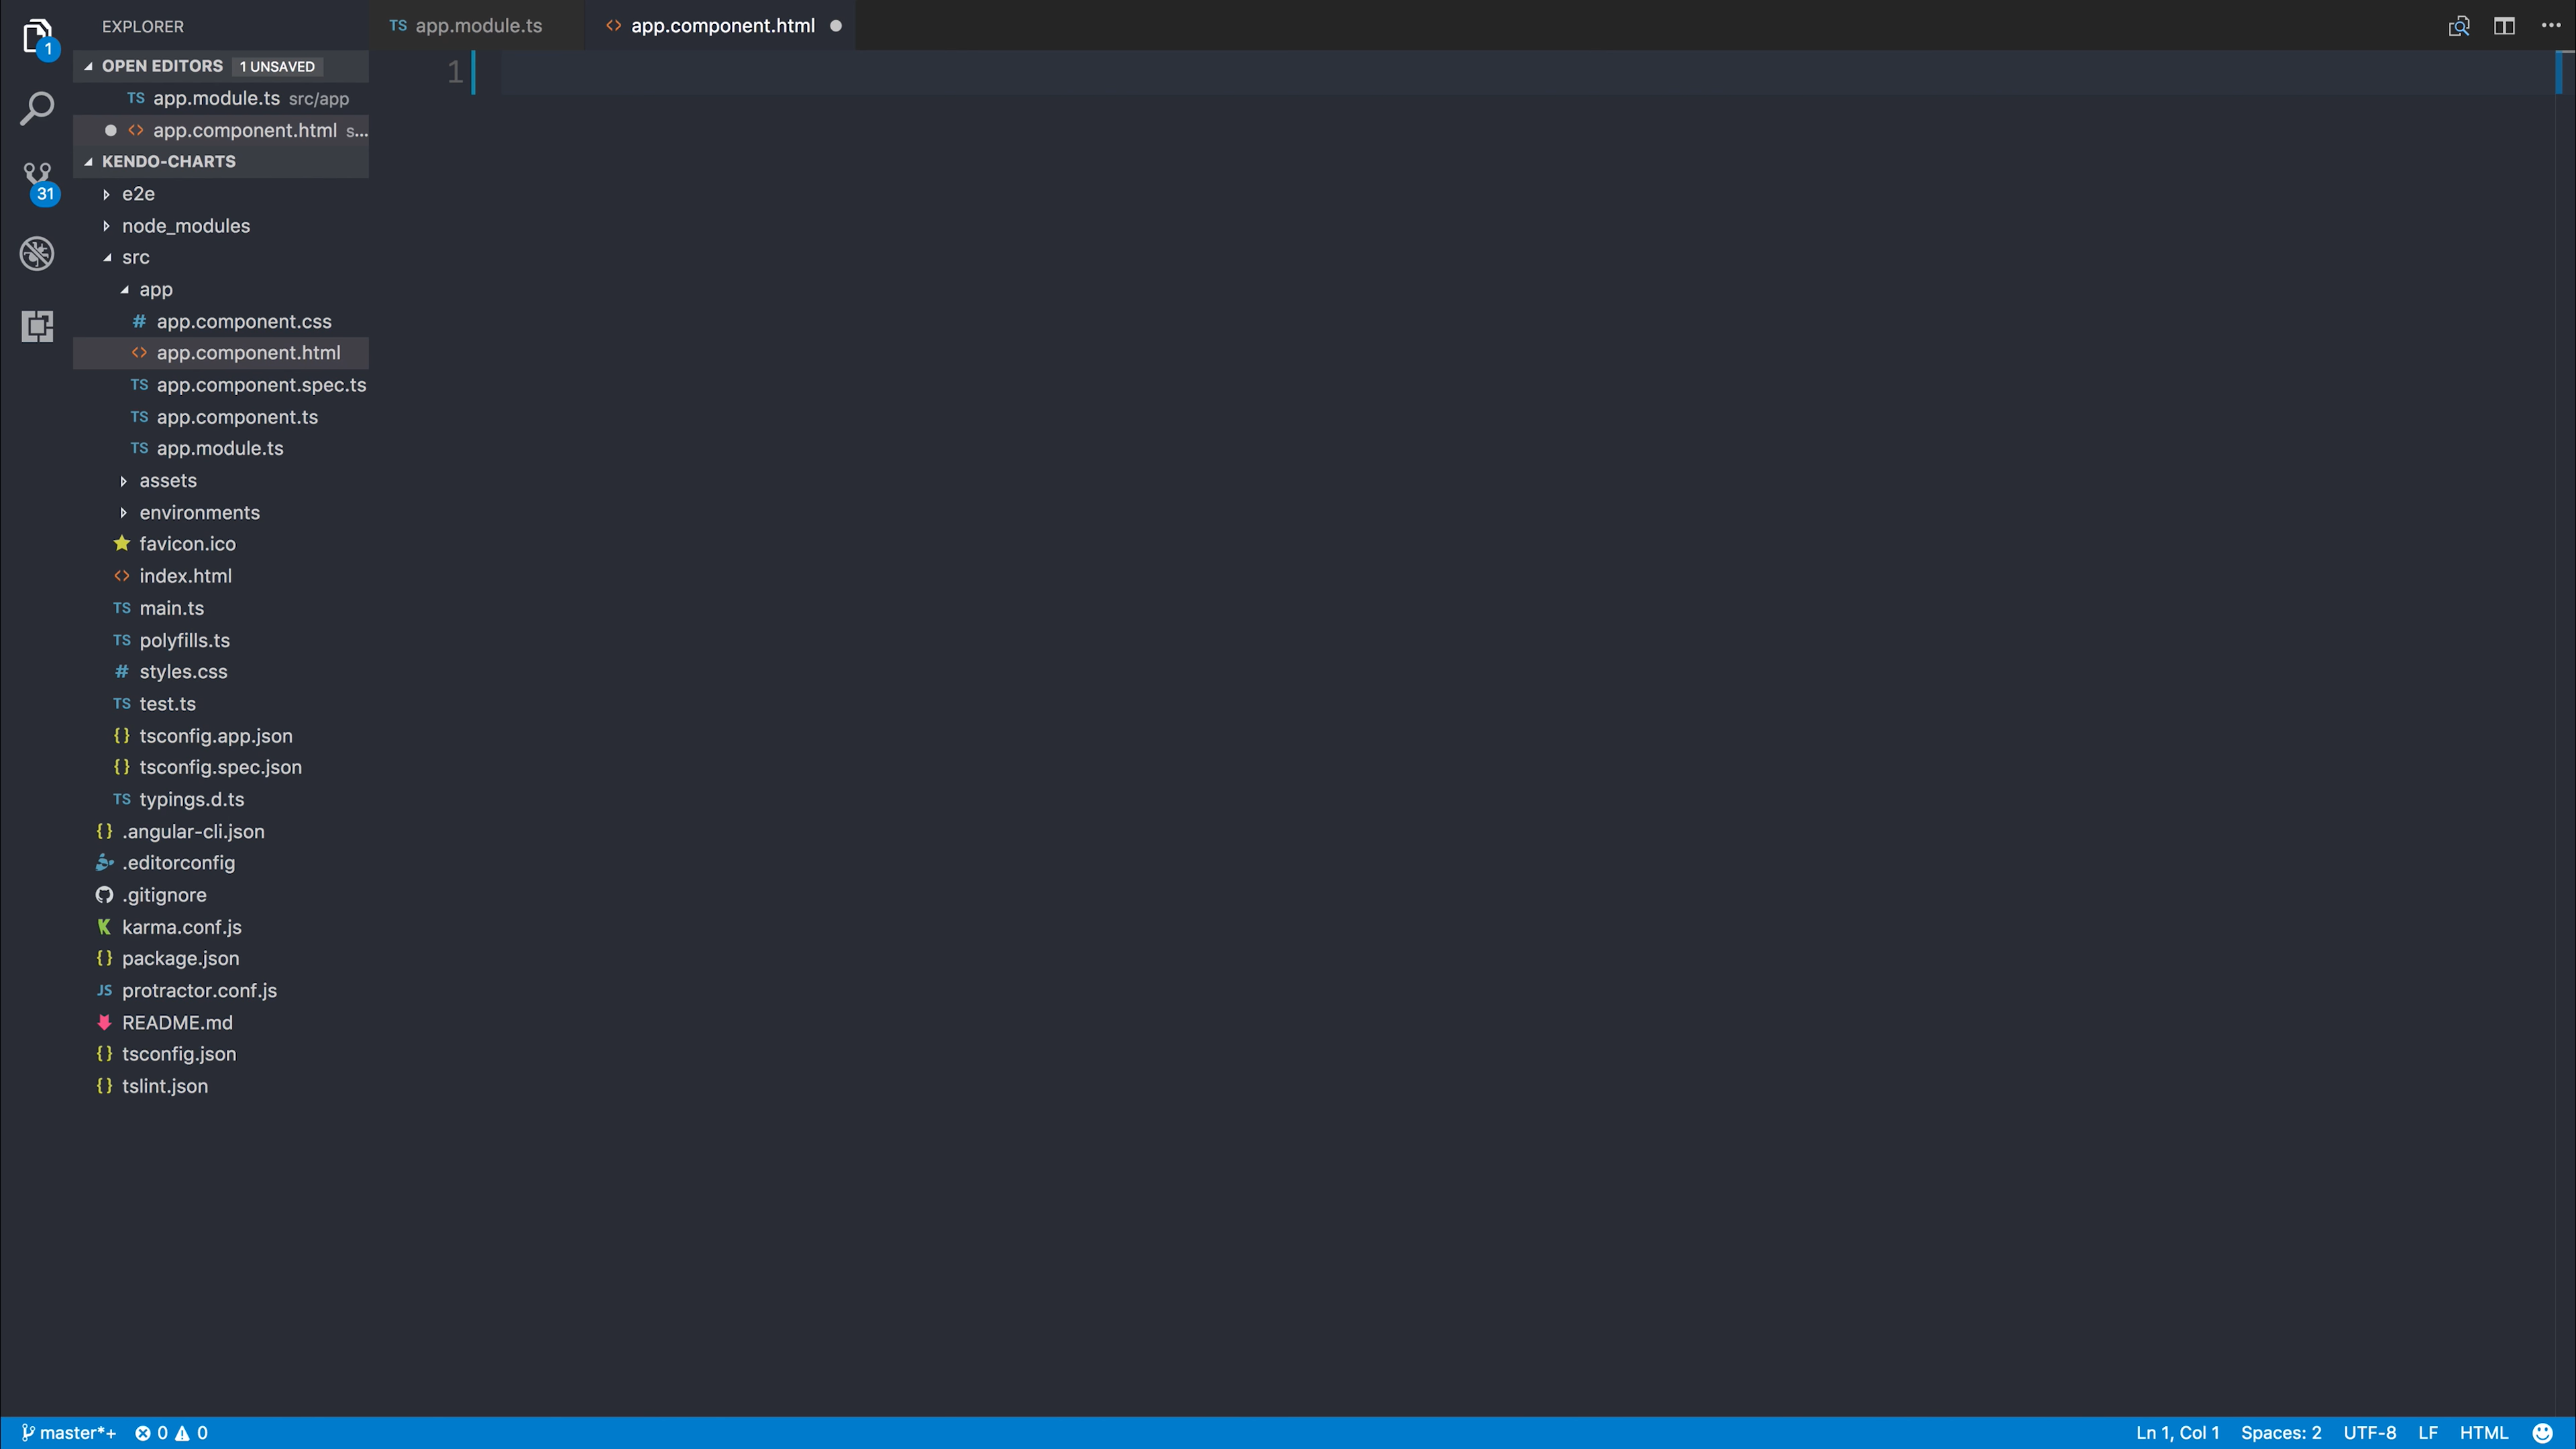 EXPLORER
TS app.module.ts
<> app.component.html
1
OPEN EDITORS 1 UNSAVED
TS app.module.ts src/app
<> app.component.html s...
1
KENDO-CHARTS
31
e2e
node_modules
src
app
# app.component.css
<> app.component.html
TS app.component.spec.ts
TS app.component.ts
TS app.module.ts
assets
environments
favicon.ico
<> index.html
TS main.ts
TS polyfills.ts
# styles.css
TS test.ts
{} tsconfig.app.json
{} tsconfig.spec.json
TS typings.d.ts
{} .angular-cli.json
.editorconfig
.gitignore
K karma.conf.js
{} package.json
JS protractor.conf.js
README.md
{} tsconfig.json
{} tslint.json
master*+ 0 0 Ln 1, Col 1 Spaces: 2 UTF-8 LF HTML